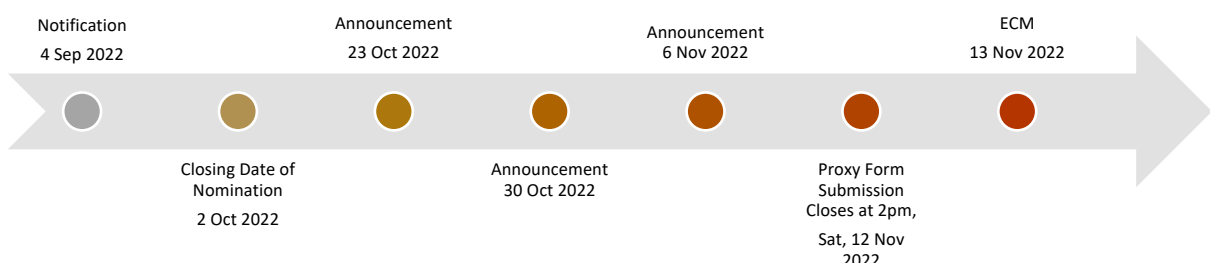 Notification
4 Sep 2022
Closing Date of
Nomination
2 Oct 2022
Announcement
23 Oct 2022
Announcement
30 Oct 2022
Announcement
6 Nov 2022
Proxy Form
Submission
Closes at 2pm,
Sat, 12 Nov
2022
ECM
13 Nov 2022